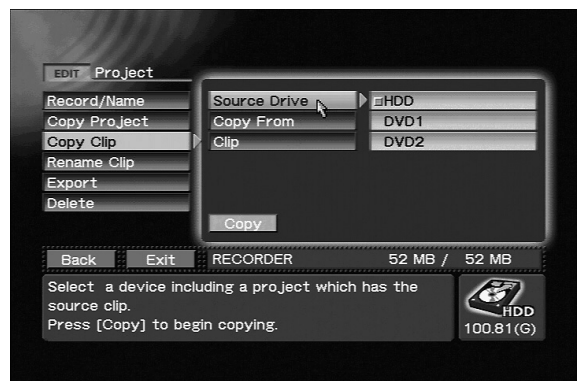 EDIT Project
Record/Name
Copy Project
Copy Clip
Rename Clip
Export
Delete
Source Drive
Copy From
Clip
HDD
DVD1
DVD2
Copy
Back Exit RECORDER 52 MB / 52 MB
Select a device including a project which has the
source clip.
Press [Copy] to begin copying.
HDD
100.81(G)